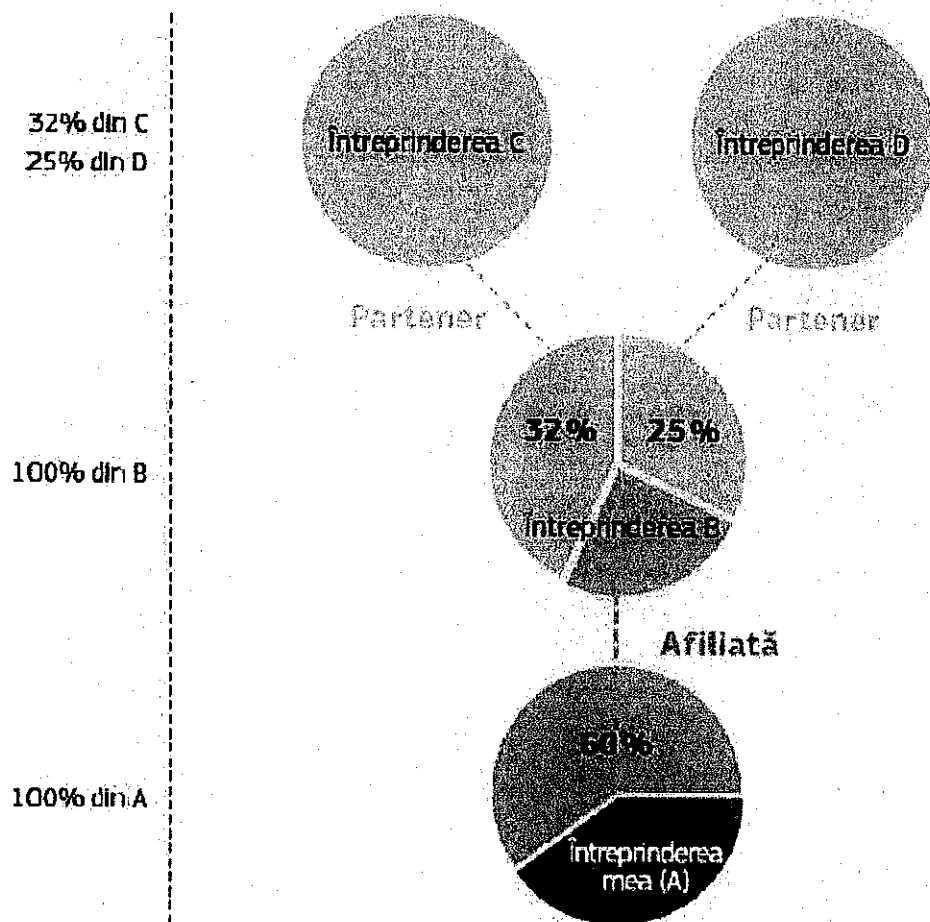 32% din C
25% din D
Întreprinderea C
Întreprinderea D
Partener
Partener
32%
25%
100% din B
Întreprinderea B
Afiliată
60%
100% din A
Întreprinderea
mea (A)